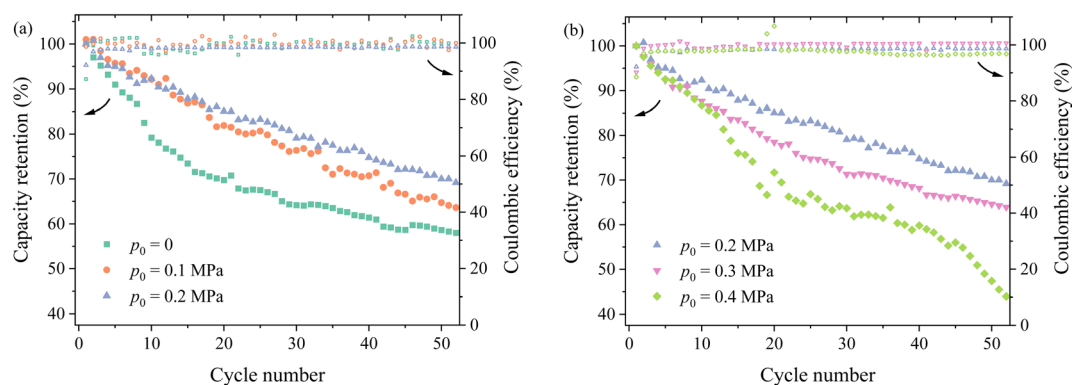 (a)
Capacity retention (%)
100
90
80
70
60
50
40
100
80
60
40
20
0
Coulombic efficiency (%)
p₀ = 0
p₀ = 0.1 MPa
p₀ = 0.2 MPa
0 10 20 30 40 50
Cycle number
(b)
Capacity retention (%)
100
90
80
70
60
50
40
100
80
60
40
20
0
Coulombic efficiency (%)
p₀ = 0.2 MPa
p₀ = 0.3 MPa
p₀ = 0.4 MPa
0 10 20 30 40 50
Cycle number